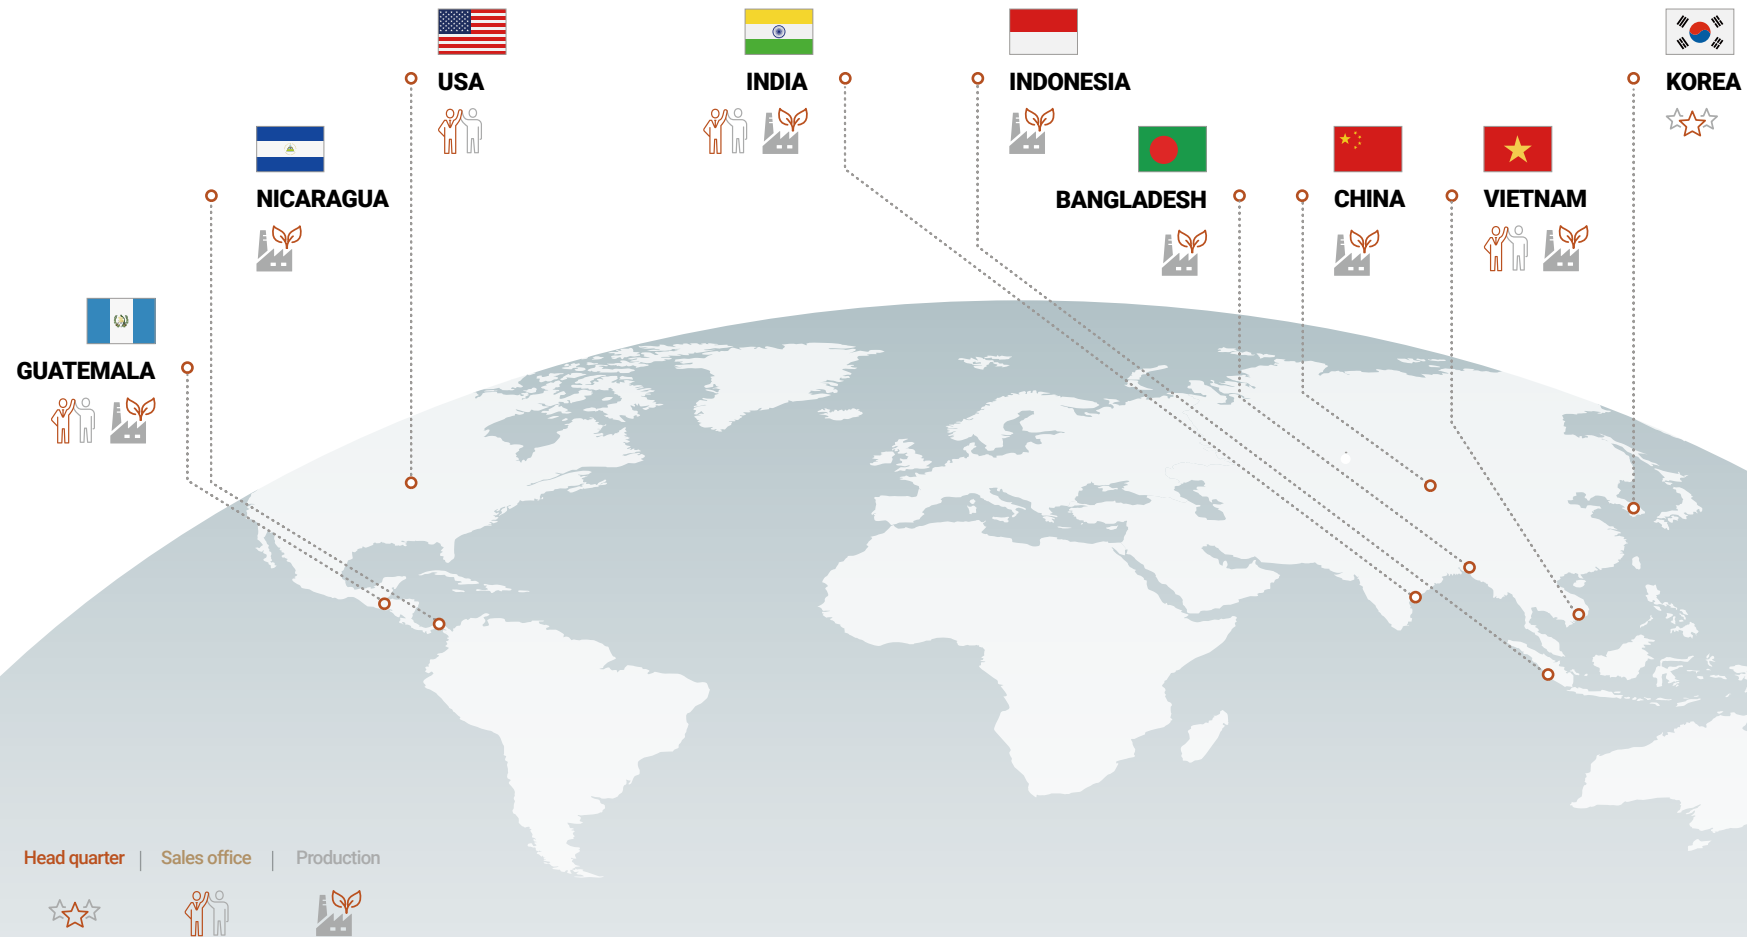 USA
INDIA
INDONESIA
KOREA
NICARAGUA
BANGLADESH
CHINA
VIETNAM
GUATEMALA
Head quarter | Sales office | Production